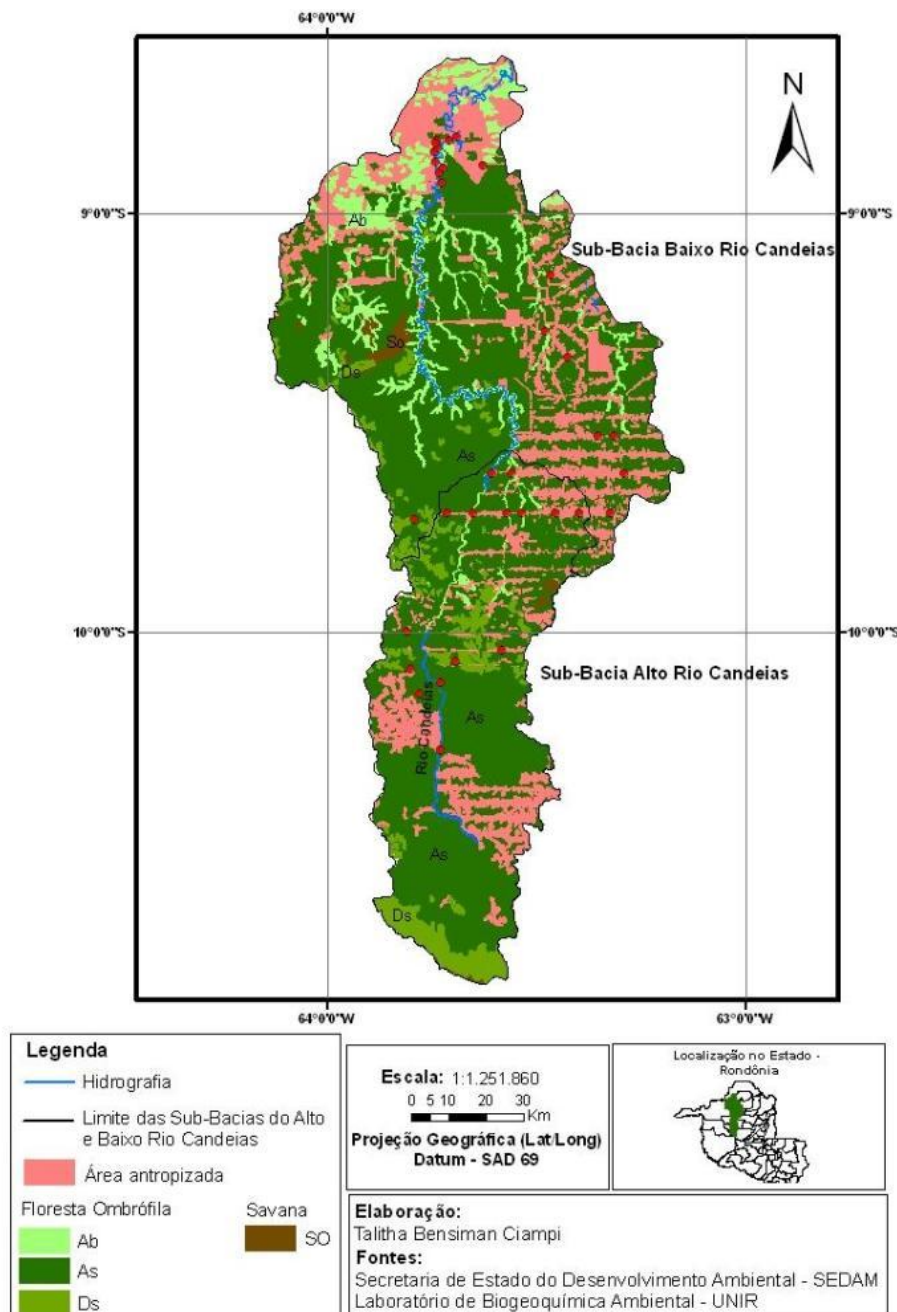 64°0'0"W
N
9°0'0"S
9°0'0"S
Ab
Sub-Bacia Baixo Rio Candeias
So
Ds
As
10°0'0"S
10°0'0"S
Sub-Bacia Alto Rio Candeias
As
Rio Candeias
As
Ds
64°0'0"W
63°0'0"W
Legenda
Hidrografia
Limite das Sub-Bacias do Alto
e Baixo Rio Candeias
Área antropizada
Floresta Ombrófila
Savana
Ab
SO
As
Ds
Escala: 1:1.251.860
0 5 10 20 30
Km
Projeção Geográfica (Lat/Long)
Datum - SAD 69
Localização no Estado -
Rondônia
Elaboração:
Talitha Bensiman Ciampi
Fontes:
Secretaria de Estado do Desenvolvimento Ambiental - SEDAM
Laboratório de Biogeoquímica Ambiental - UNIR